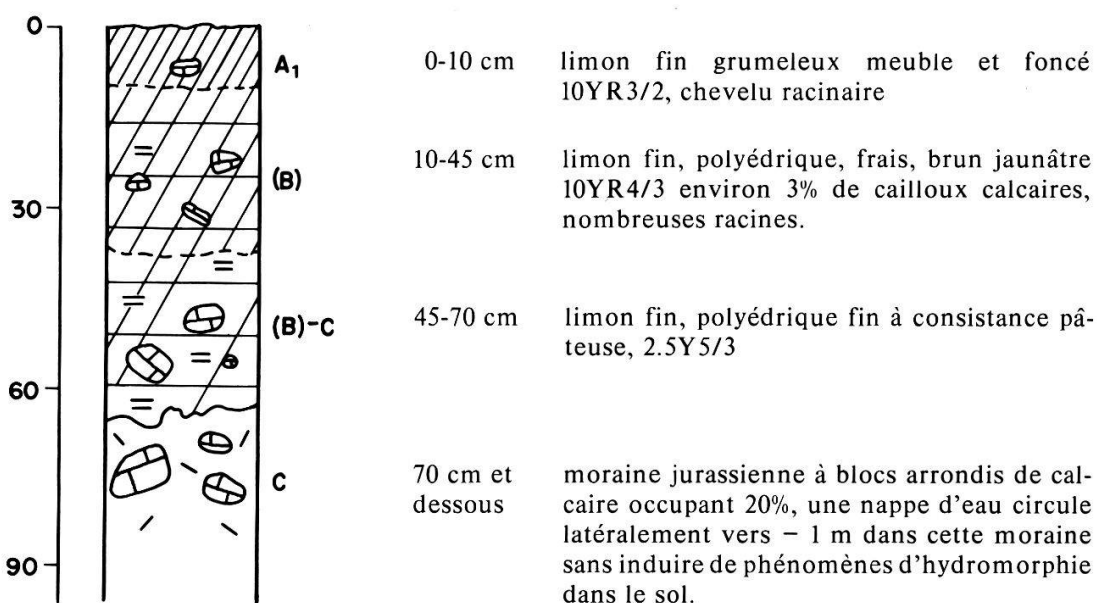 0
30
60
90
A₁
(B)
(B)-C
C
0-10 cm limon fin grumeleux meuble et foncé
10YR3/2, chevelu racinaire
10-45 cm limon fin, polyédrique, frais, brun jaunâtre
10YR4/3 environ 3% de cailloux calcaires,
nombreuses racines.
45-70 cm limon fin, polyédrique fin à consistance pâ-
teuse, 2.5Y5/3
70 cm et moraine jurassienne à blocs arrondis de cal-
dessous caire occupant 20%, une nappe d'eau circule
latéralement vers − 1 m dans cette moraine
sans induire de phénomènes d'hydromorphie
dans le sol.